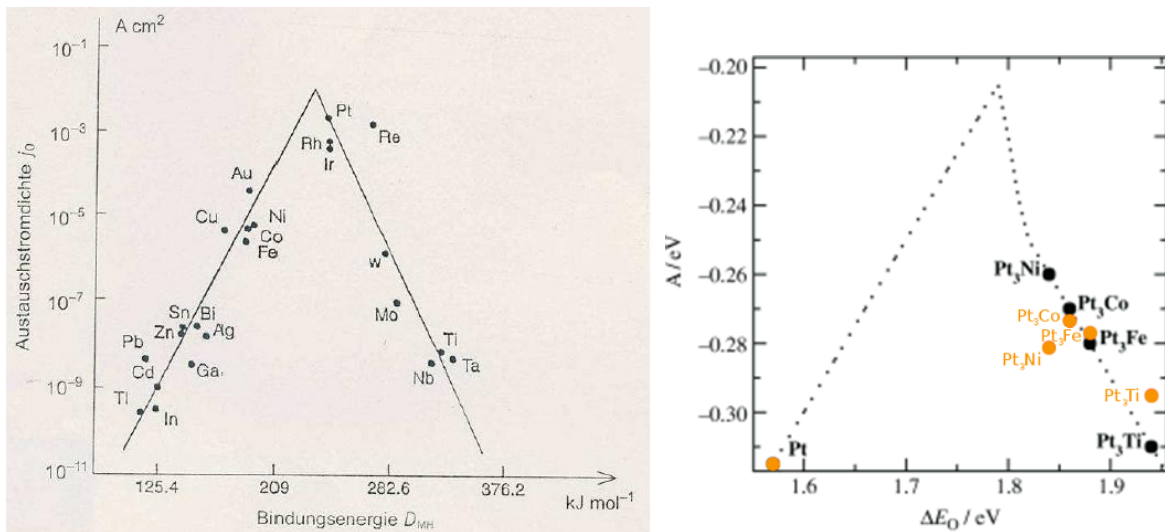 A cm²
10⁻¹
10⁻³
10⁻⁵
10⁻⁷
10⁻⁹
10⁻¹¹
Austauschstromdichte j₀
Pt
Re
Rh
Ir
Au
Cu
Ni
Co
Fe
W
Sn
Bi
Mo
Zn
Ag
Pb
Ti
Cd
Ga
Nb
Ta
Tl
In
125.4
209
282.6
376.2
kJ mol⁻¹
Bindungsenergie D_MH
−0.20
−0.22
−0.24
−0.26
−0.28
−0.30
A / eV
Pt₃Ni
Pt₃Co
Pt₃Co
Pt₃Fe
Pt₃Fe
Pt₃Ni
Pt₃Ti
Pt₃Ti
Pt
1.6
1.7
1.8
1.9
ΔE_O / eV